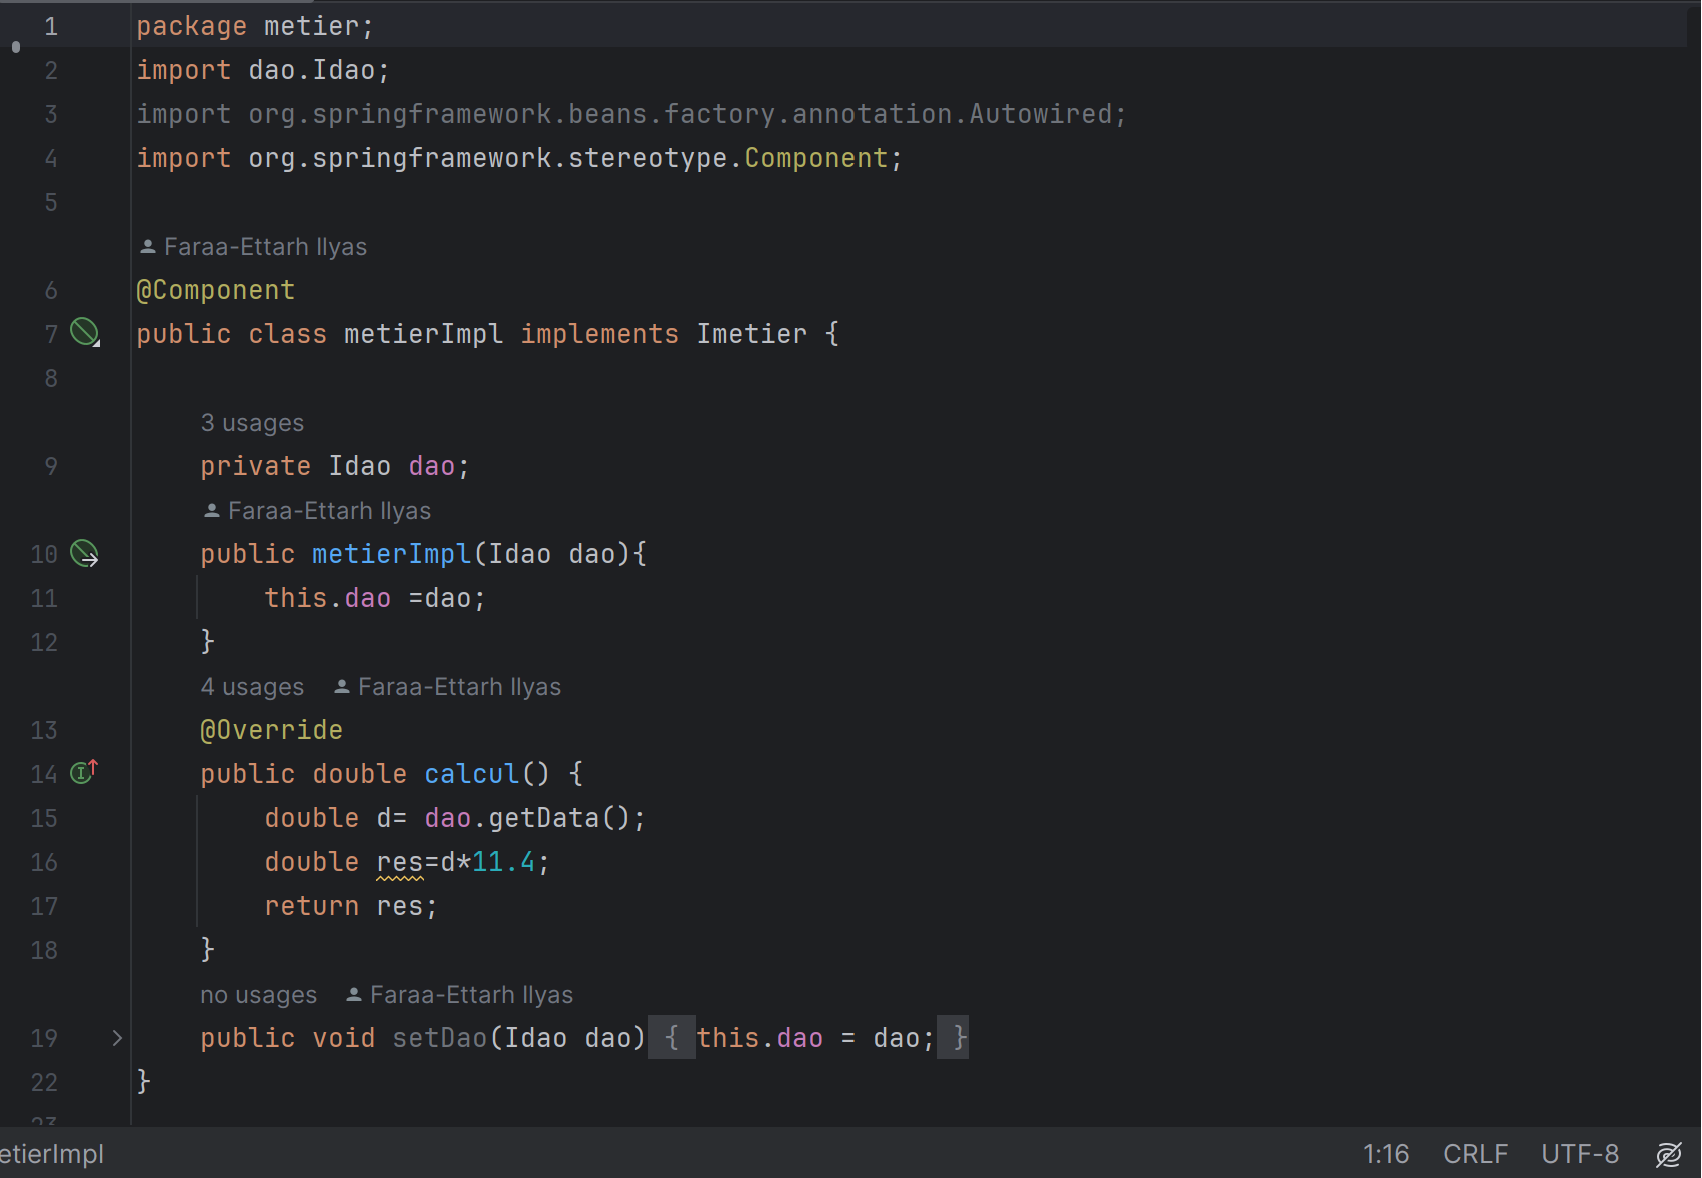 1 package metier;
2 import dao.Idao;
3 import org.springframework.beans.factory.annotation.Autowired;
4 import org.springframework.stereotype.Component;
5
Faraa-Ettarh Ilyas
6 @Component
7 public class metierImpl implements Imetier {
8
3 usages
9 private Idao dao;
Faraa-Ettarh Ilyas
10 public metierImpl(Idao dao){
11 this.dao =dao;
12 }
4 usages Faraa-Ettarh Ilyas
13 @Override
14 public double calcul() {
15 double d= dao.getData();
16 double res=d*11.4;
17 return res;
18 }
no usages Faraa-Ettarh Ilyas
19 public void setDao(Idao dao) { this.dao = dao; }
22 }
23
etierImpl 1:16 CRLF UTF-8